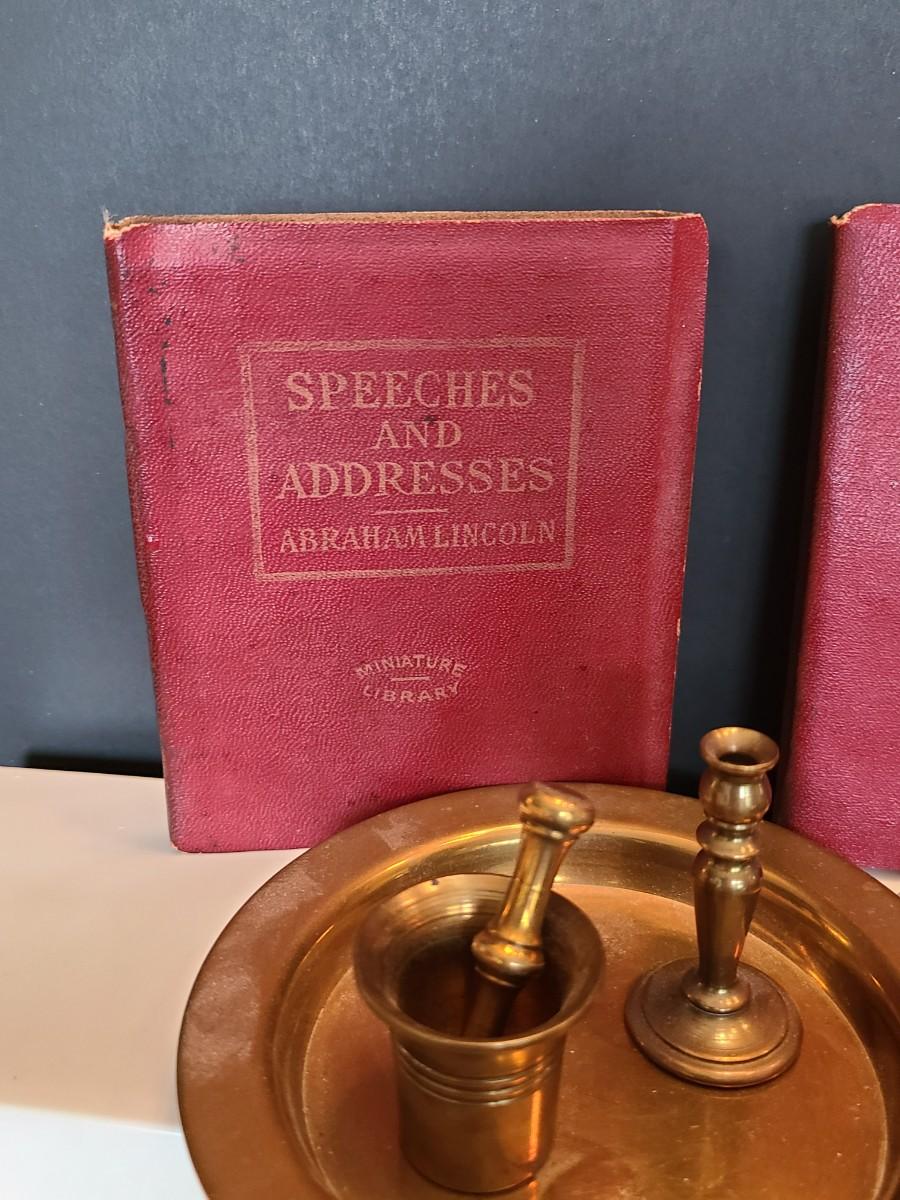 SPEECHES
AND
ADDRESSES
ABRAHAM LINCOLN
MINIATURE
LIBRARY